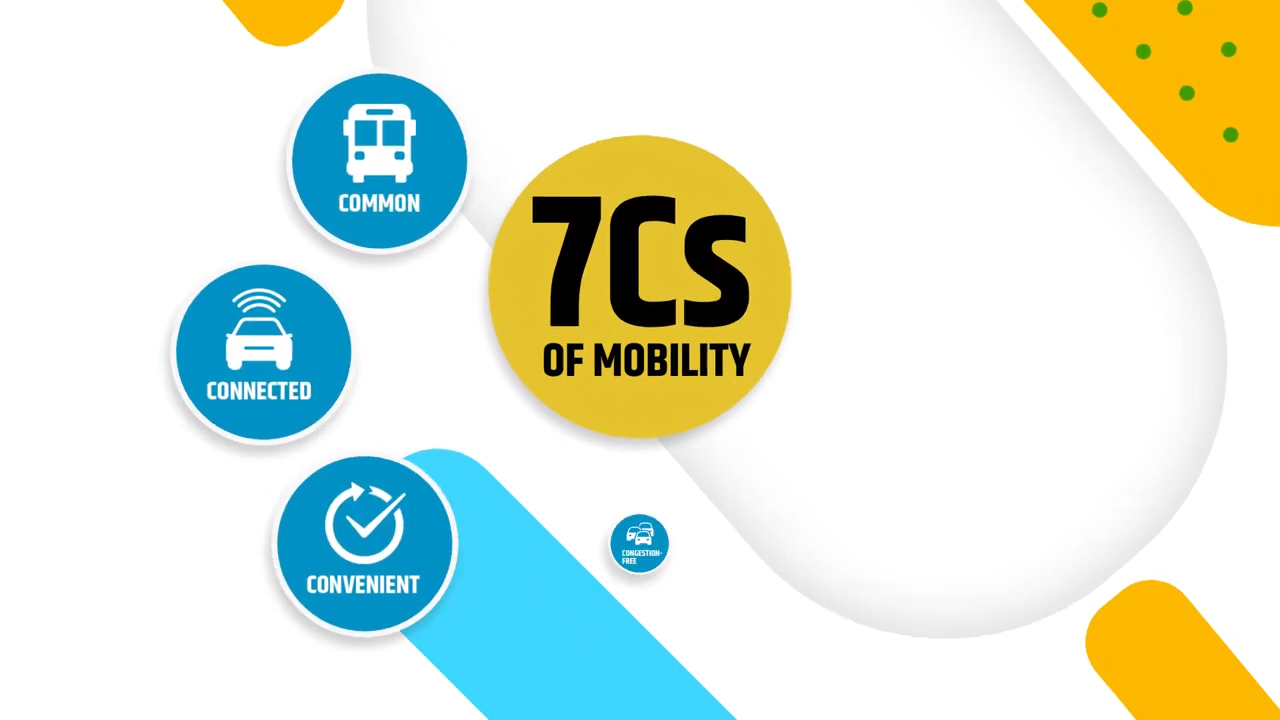 COMMON
7Cs
OF MOBILITY
CONNECTED
CONVENIENT
CONGESTION-
FREE